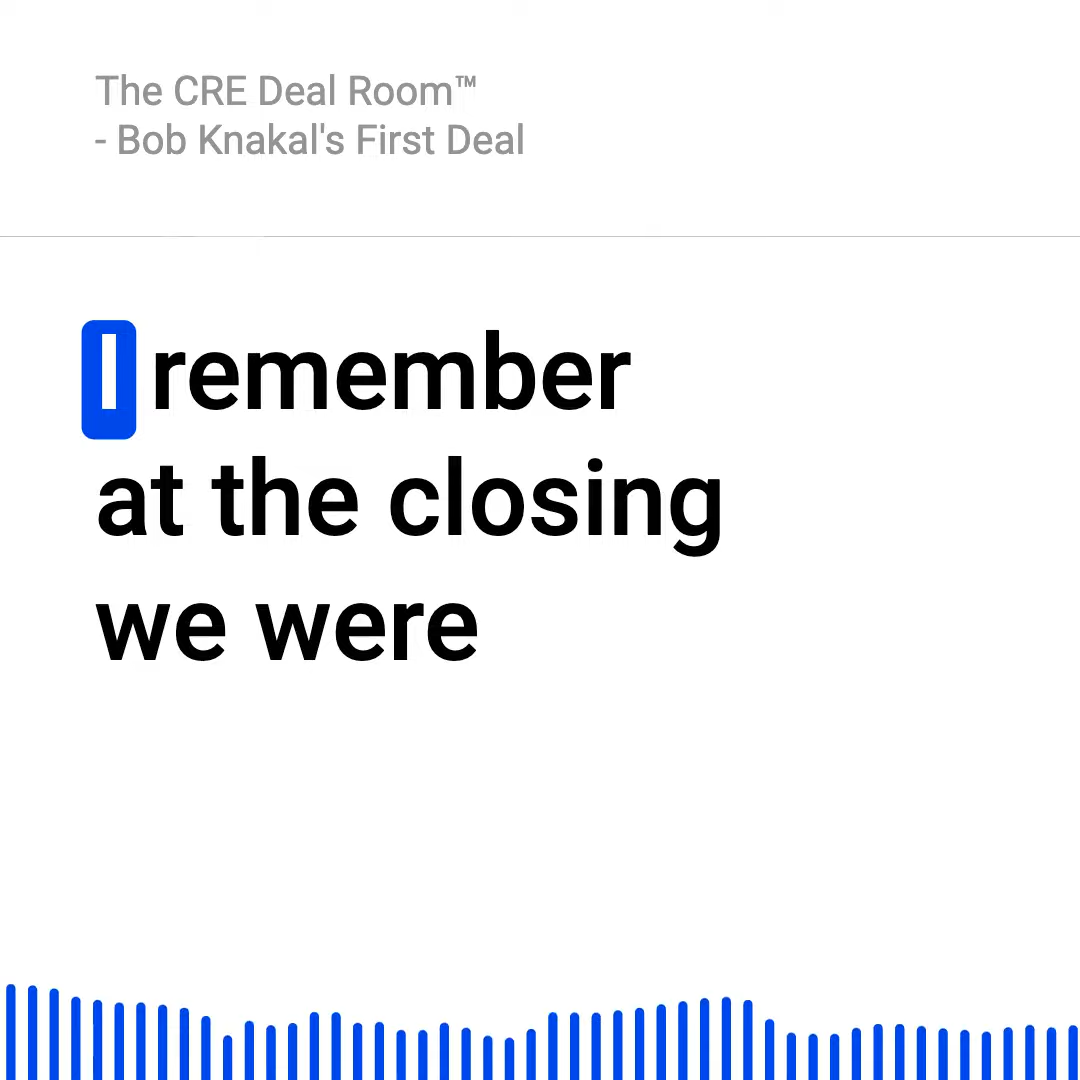 The CRE Deal Room™
- Bob Knakal's First Deal
I remember
at the closing
we were